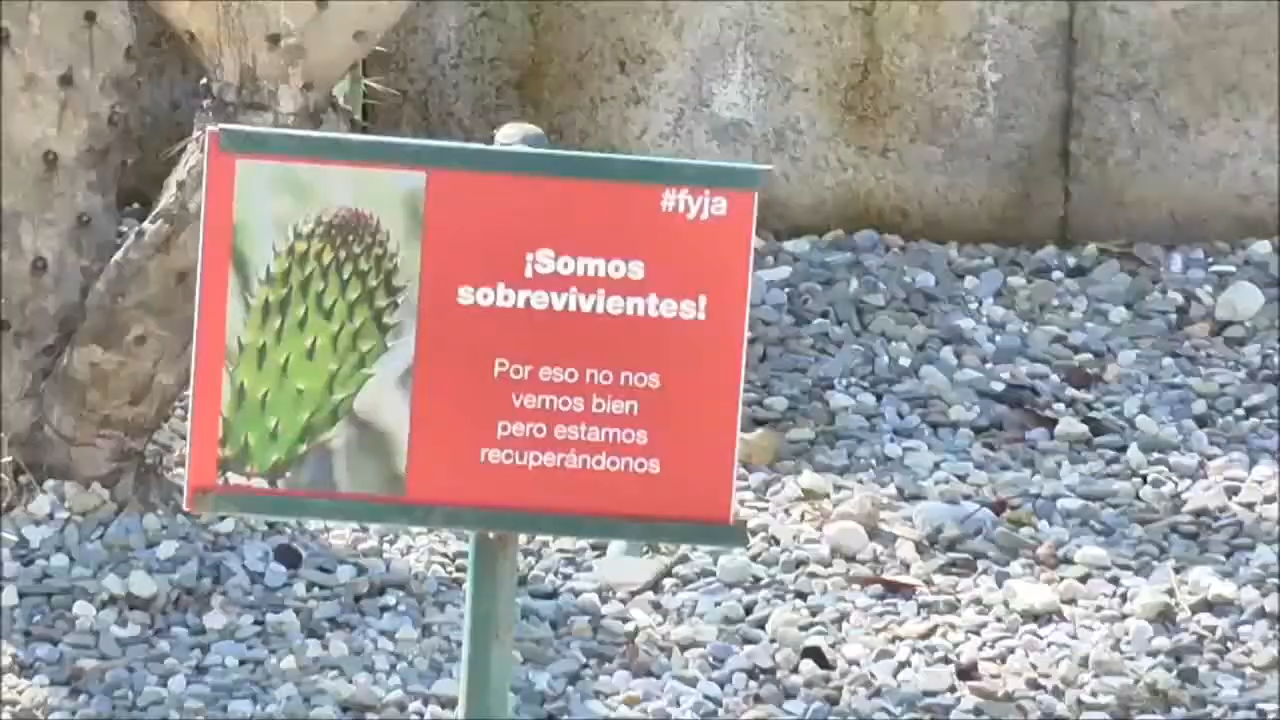 #fyja
¡Somos
sobrevivientes!
Por eso no nos
vemos bien
pero estamos
recuperándonos